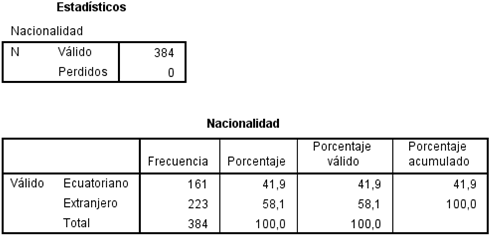 Estadísticos
Nacionalidad
N Válido 384
Perdidos 0
Nacionalidad
Frecuencia Porcentaje Porcentaje válido Porcentaje acumulado
Válido Ecuatoriano 161 41,9 41,9 41,9
Extranjero 223 58,1 58,1 100,0
Total 384 100,0 100,0